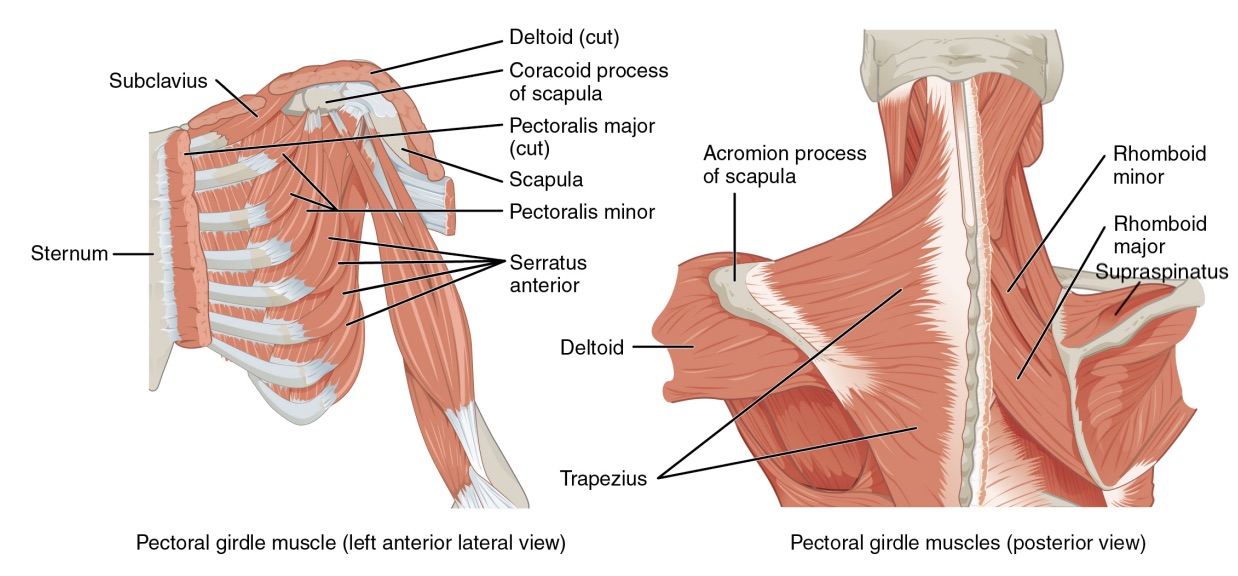 Deltoid (cut)
Coracoid process
of scapula
Subclavius
Pectoralis major
(cut)
Scapula
Pectoralis minor
Sternum
Serratus
anterior
Pectoral girdle muscle (left anterior lateral view)
Acromion process
of scapula
Rhomboid
minor
Rhomboid
major
Supraspinatus
Deltoid
Trapezius
Pectoral girdle muscles (posterior view)